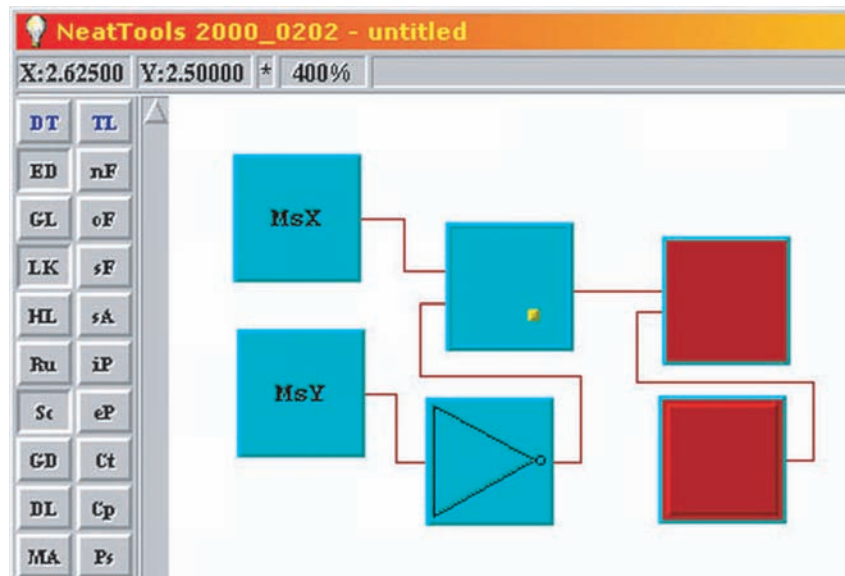 NeatTools 2000_0202 - untitled
X:2.62500 Y:2.50000 * 400%
DT TL
ED nF
GL oF
LK sF
HL sA
Ru iP
Sc eP
GD Ct
DL Cp
MA Ps
MsX
MsY